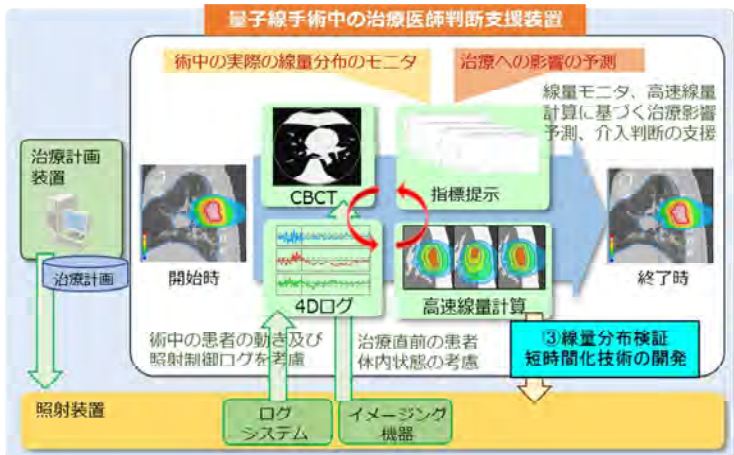 量子線手術中の治療医師判断支援装置
術中の実際の線量分布のモニタ
治療への影響の予測
線量モニタ、高速線量
計算に基づく治療影響
予測、介入判断の支援
治療計画
装置
治療計画
開始時
CBCT
指標提示
4Dログ
高速線量計算
終了時
術中の患者の動き及び
照射制御ログを考慮
治療直前の患者
体内状態の考慮
③線量分布検証
短時間化技術の開発
照射装置
ログ
システム
イメージング
機器